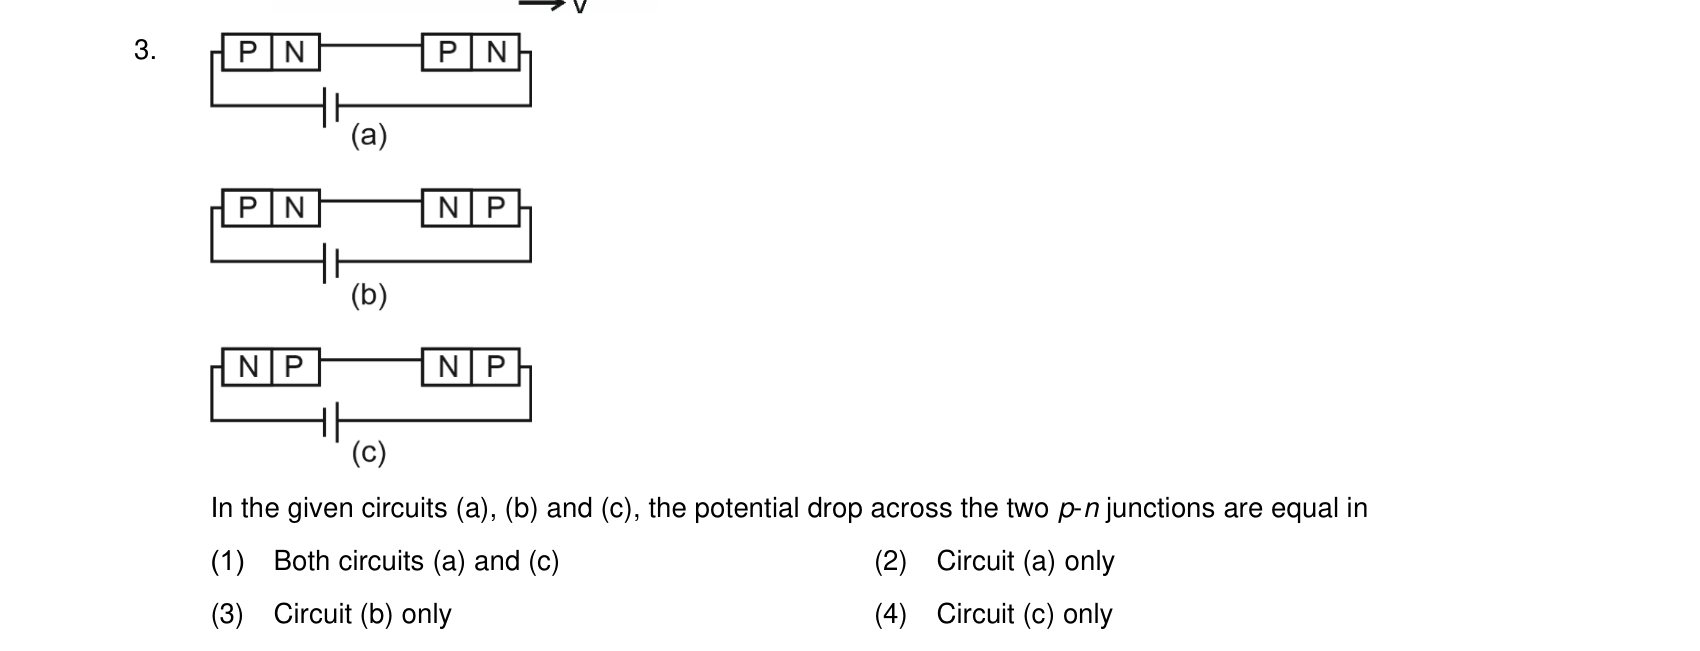 V
3.
P N P N
(a)
P N N P
(b)
N P N P
(c)
In the given circuits (a), (b) and (c), the potential drop across the two p-n junctions are equal in
(1) Both circuits (a) and (c) (2) Circuit (a) only
(3) Circuit (b) only (4) Circuit (c) only